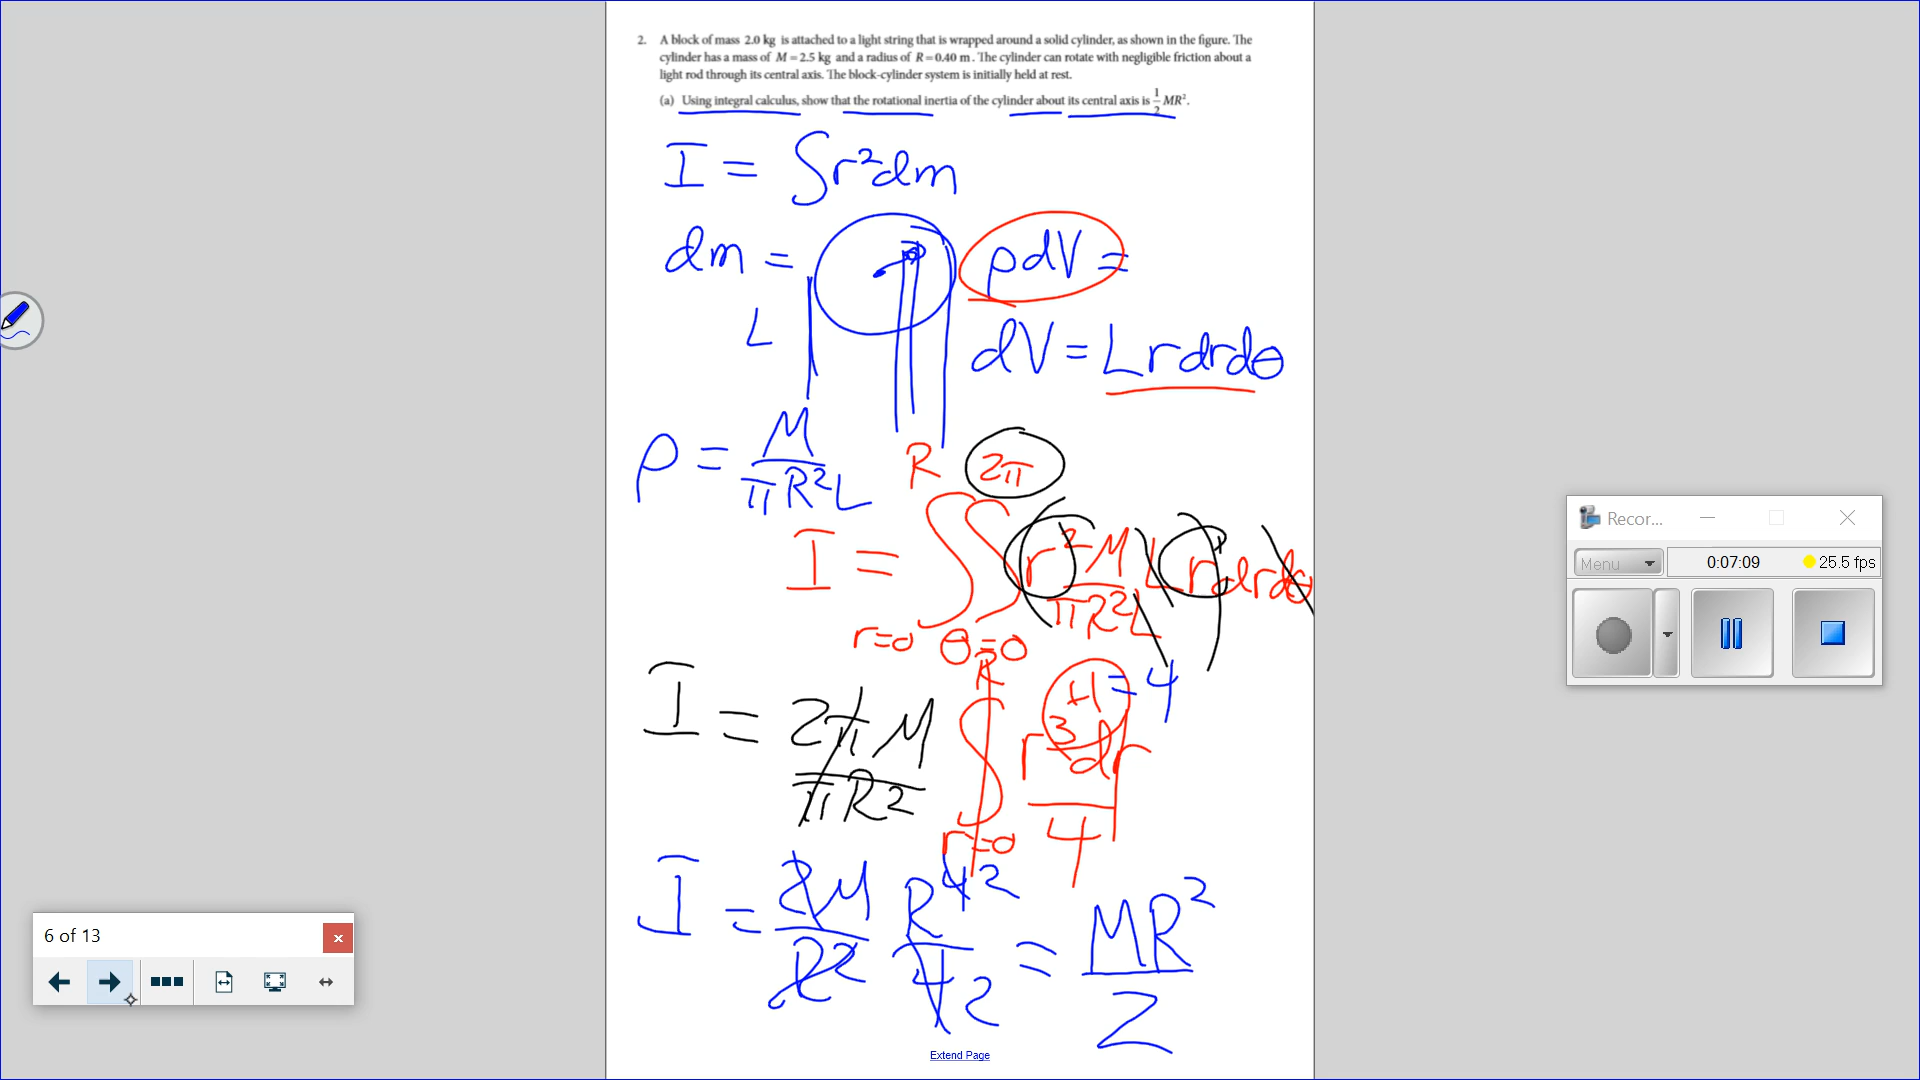 2. A block of mass 2.0 kg is attached to a light string that is wrapped around a solid cylinder, as shown in the figure. The
cylinder has a mass of M = 2.5 kg and a radius of R = 0.40 m. The cylinder can rotate with negligible friction about a
light rod through its central axis. The block-cylinder system is initially held at rest.
(a) Using integral calculus, show that the rotational inertia of the cylinder about its central axis is 1/2 MR².
I = ∫r²dm
dm = ρdV =
L
dV = Lrdrdθ
ρ = M/πR²L
R 2π
I = ∫∫ r² M/πR²L L r dr dθ
r=0 θ=0
R +1 = 4
I = 2πM/πR² ∫ r³dr
4
r=0
I = 2M/R² R⁴/4 = MR²/2
2
2
Extend Page
Recor...
Menu
0:07:09
25.5 fps
6 of 13